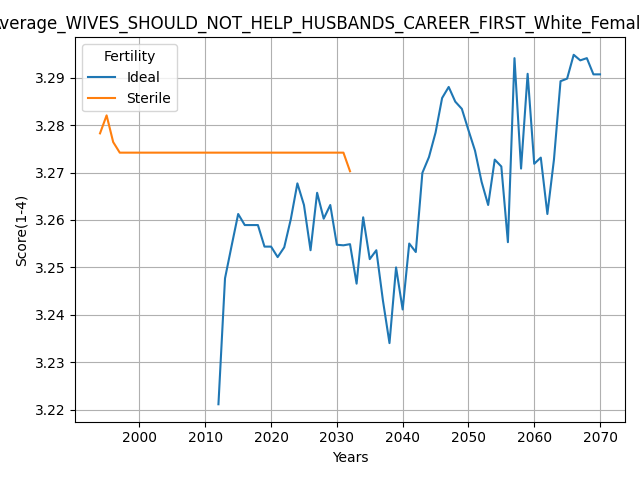 verage_WIVES_SHOULD_NOT_HELP_HUSBANDS_CAREER_FIRST_White_Femal
Fertility
Ideal
Sterile
3.29
3.28
3.27
3.26
3.25
3.24
3.23
3.22
Score(1-4)
2000 2010 2020 2030 2040 2050 2060 2070
Years